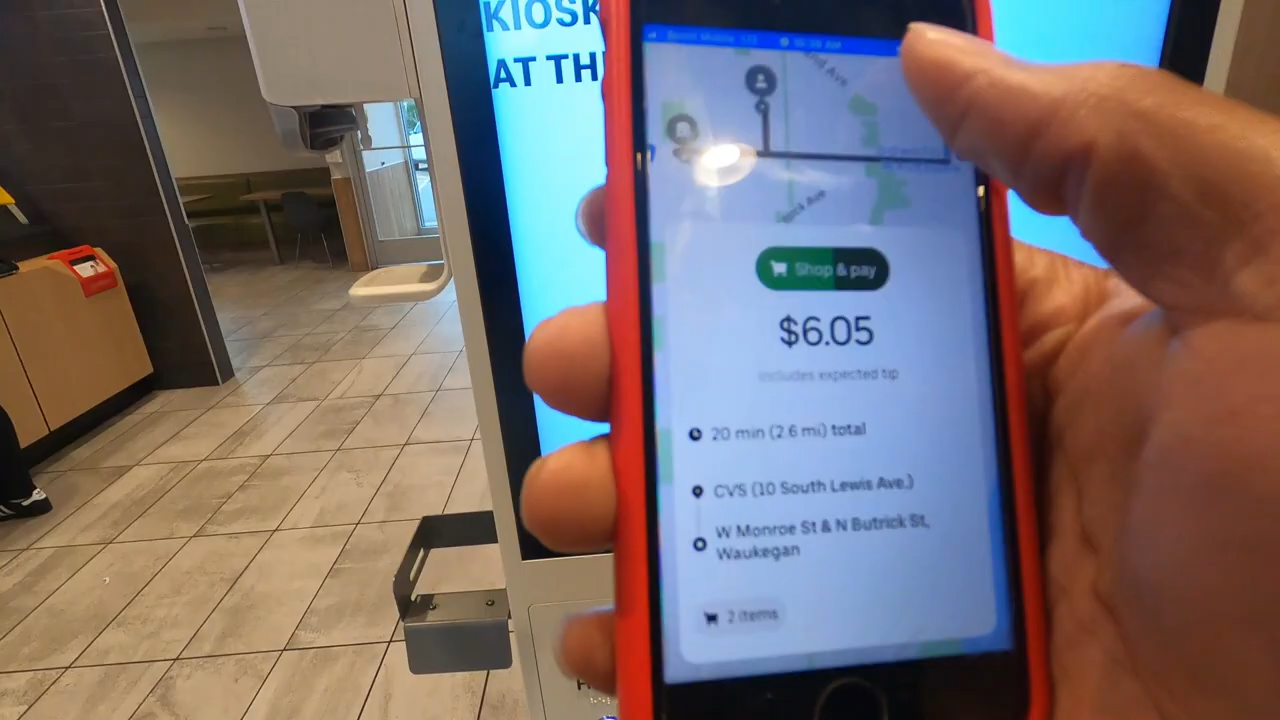 KIOSK
AT TH
Shop & pay
$6.05
includes expected tip
20 min (2.6 mi) total
CVS (10 South Lewis Ave.)
W Monroe St & N Butrick St,
Waukegan
2 items